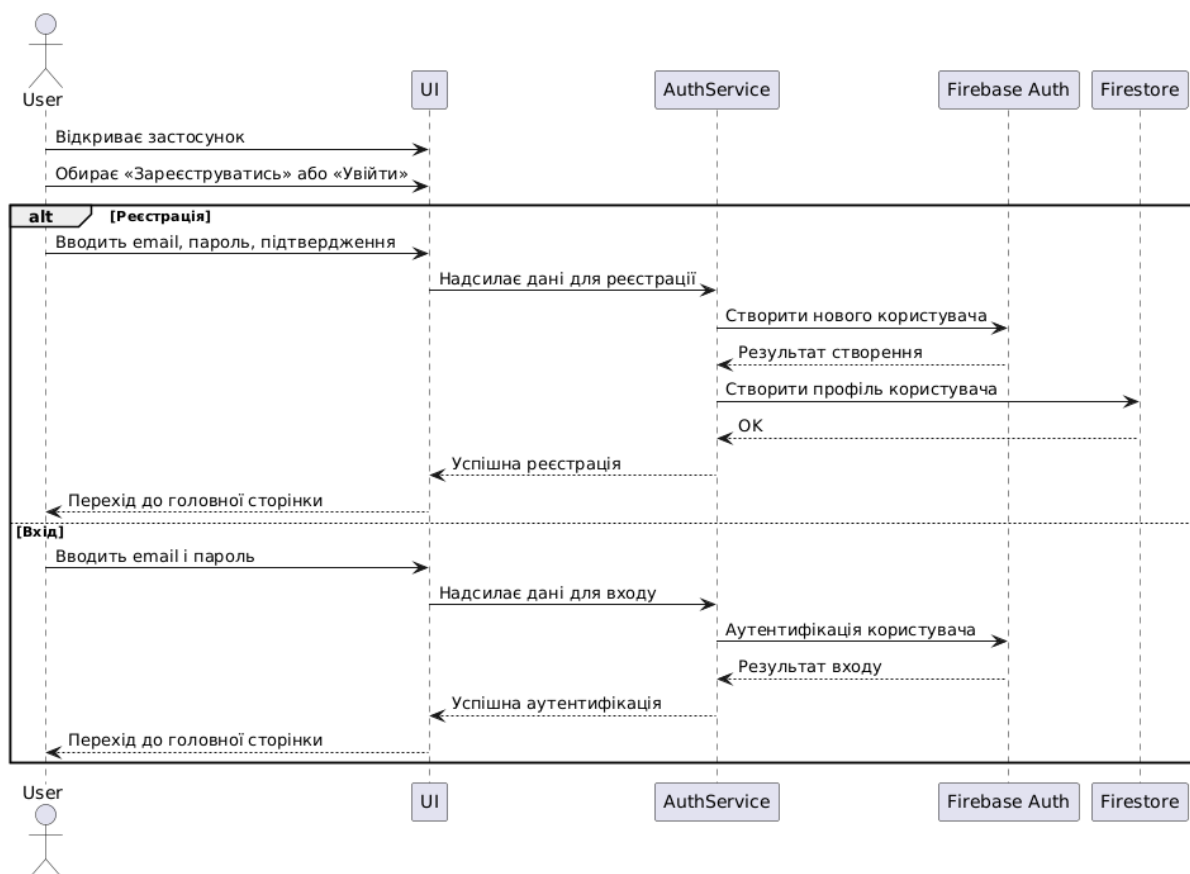 User
UI
AuthService
Firebase Auth
Firestore
Відкриває застосунок
Обирає «Зареєструватись» або «Увійти»
alt [Реєстрація]
Вводить email, пароль, підтвердження
Надсилає дані для реєстрації
Створити нового користувача
Результат створення
Створити профіль користувача
OK
Успішна реєстрація
Перехід до головної сторінки
[Вхід]
Вводить email і пароль
Надсилає дані для входу
Аутентифікація користувача
Результат входу
Успішна аутентифікація
Перехід до головної сторінки
User
UI
AuthService
Firebase Auth
Firestore